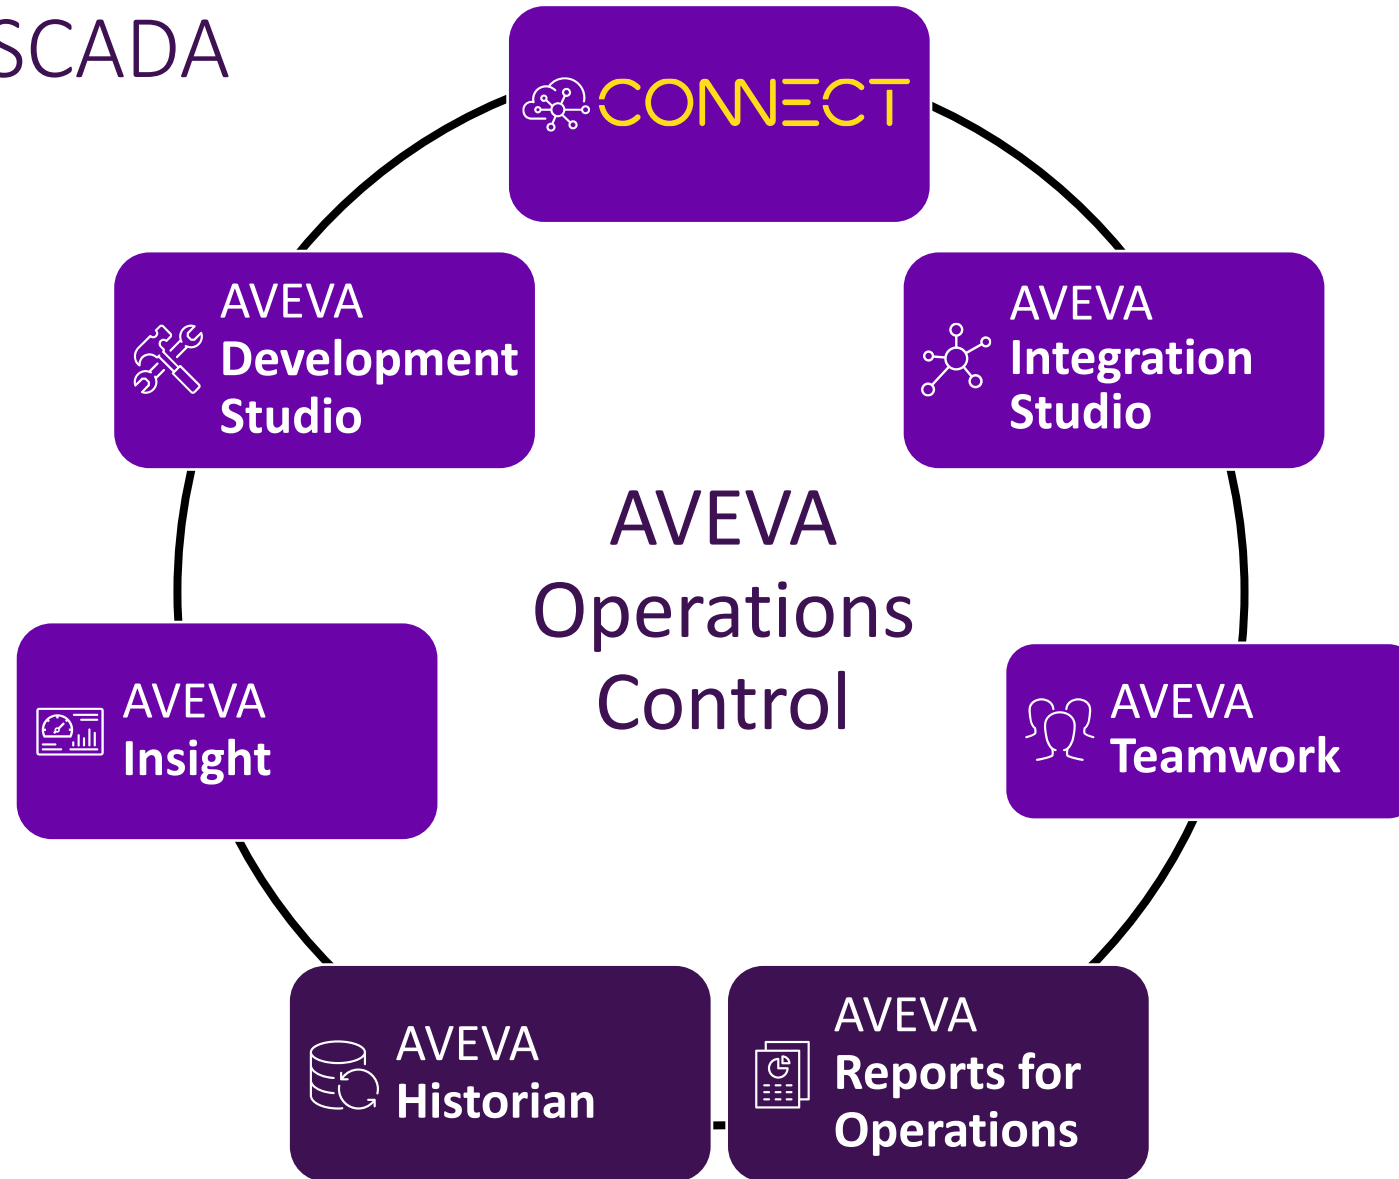 SCADA
CONNECT
AVEVA
Development
Studio
AVEVA
Integration
Studio
AVEVA
Operations
Control
AVEVA
Insight
AVEVA
Teamwork
AVEVA
Historian
AVEVA
Reports for
Operations